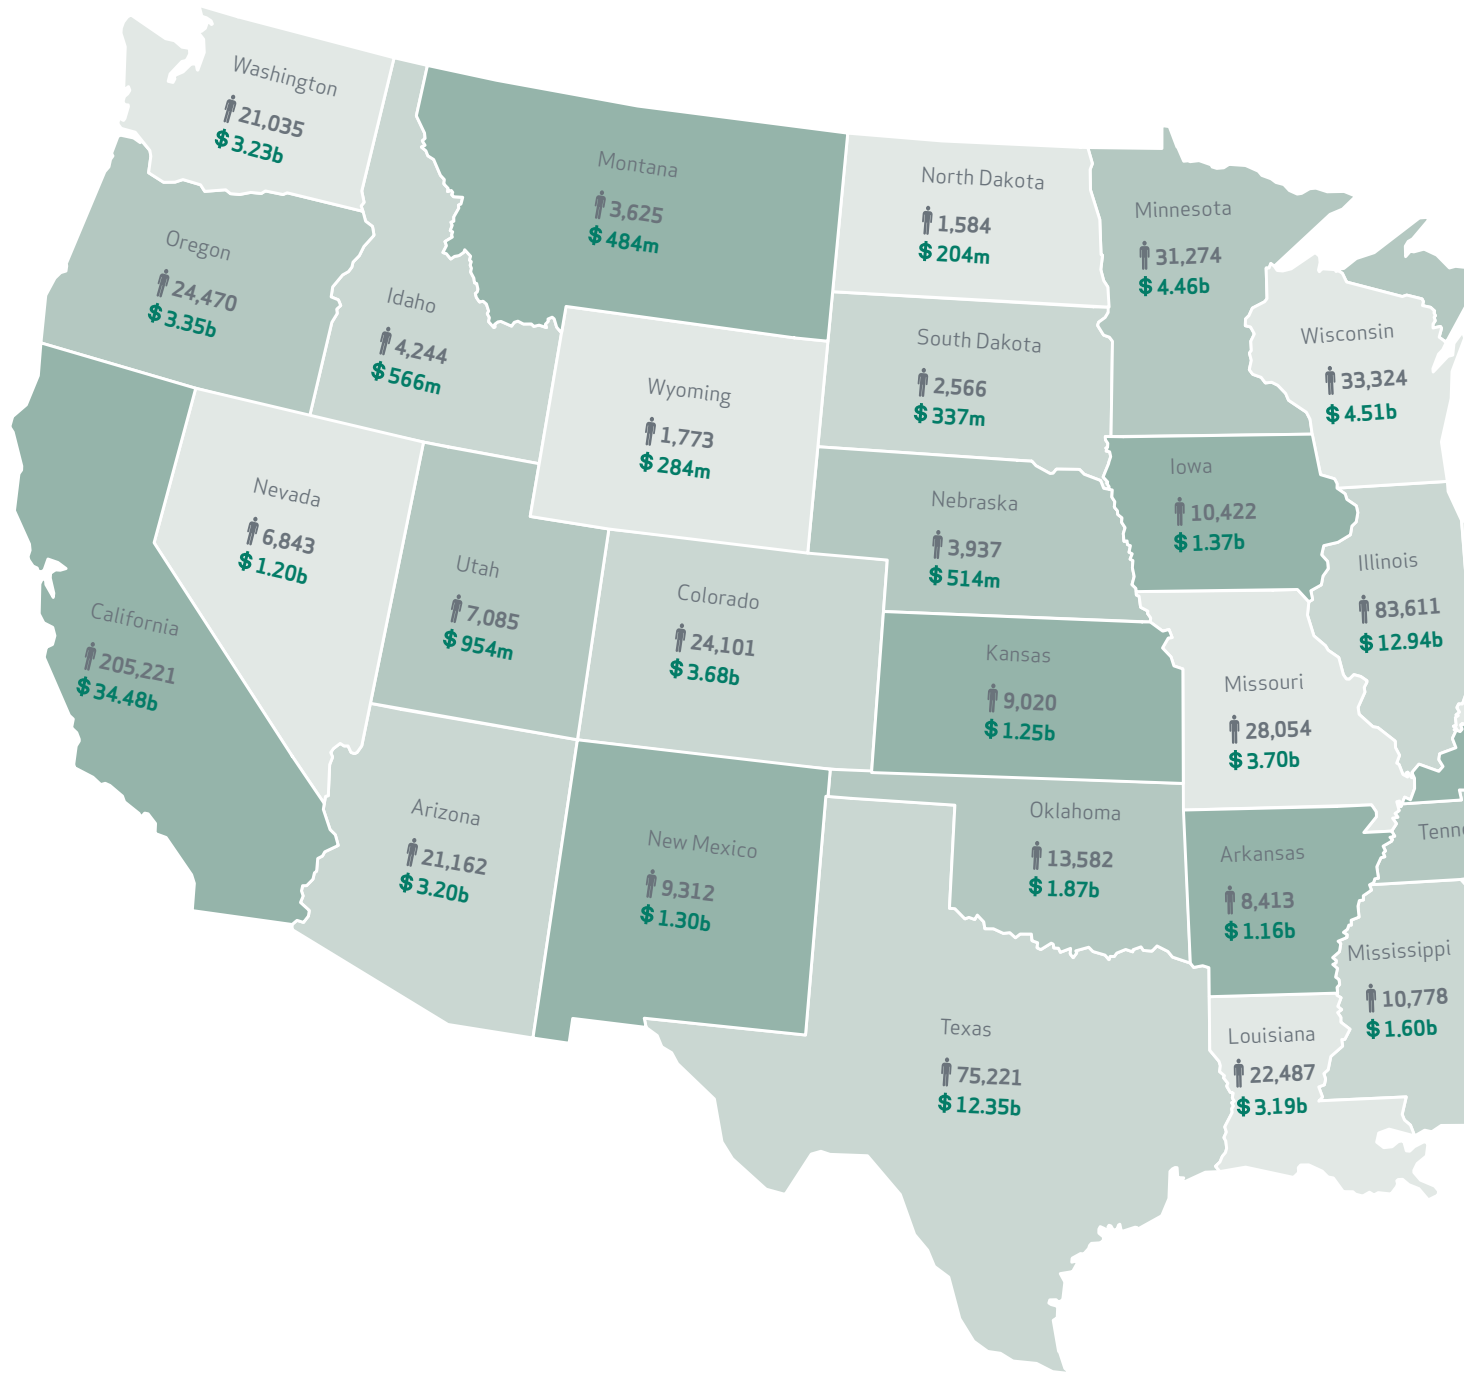 Washington
21,035
$ 3.23b
Montana
3,625
$ 484m
North Dakota
1,584
$ 204m
Minnesota
31,274
$ 4.46b
Oregon
24,470
$ 3.35b
Idaho
4,244
$ 566m
South Dakota
2,566
$ 337m
Wisconsin
33,324
$ 4.51b
Wyoming
1,773
$ 284m
Nevada
6,843
$ 1.20b
Nebraska
3,937
$ 514m
Iowa
10,422
$ 1.37b
Illinois
83,611
$ 12.94b
Utah
7,085
$ 954m
Colorado
24,101
$ 3.68b
California
205,221
$ 34.48b
Kansas
9,020
$ 1.25b
Missouri
28,054
$ 3.70b
Arizona
21,162
$ 3.20b
New Mexico
9,312
$ 1.30b
Oklahoma
13,582
$ 1.87b
Arkansas
8,413
$ 1.16b
Tenne
Mississippi
10,778
$ 1.60b
Texas
75,221
$ 12.35b
Louisiana
22,487
$ 3.19b